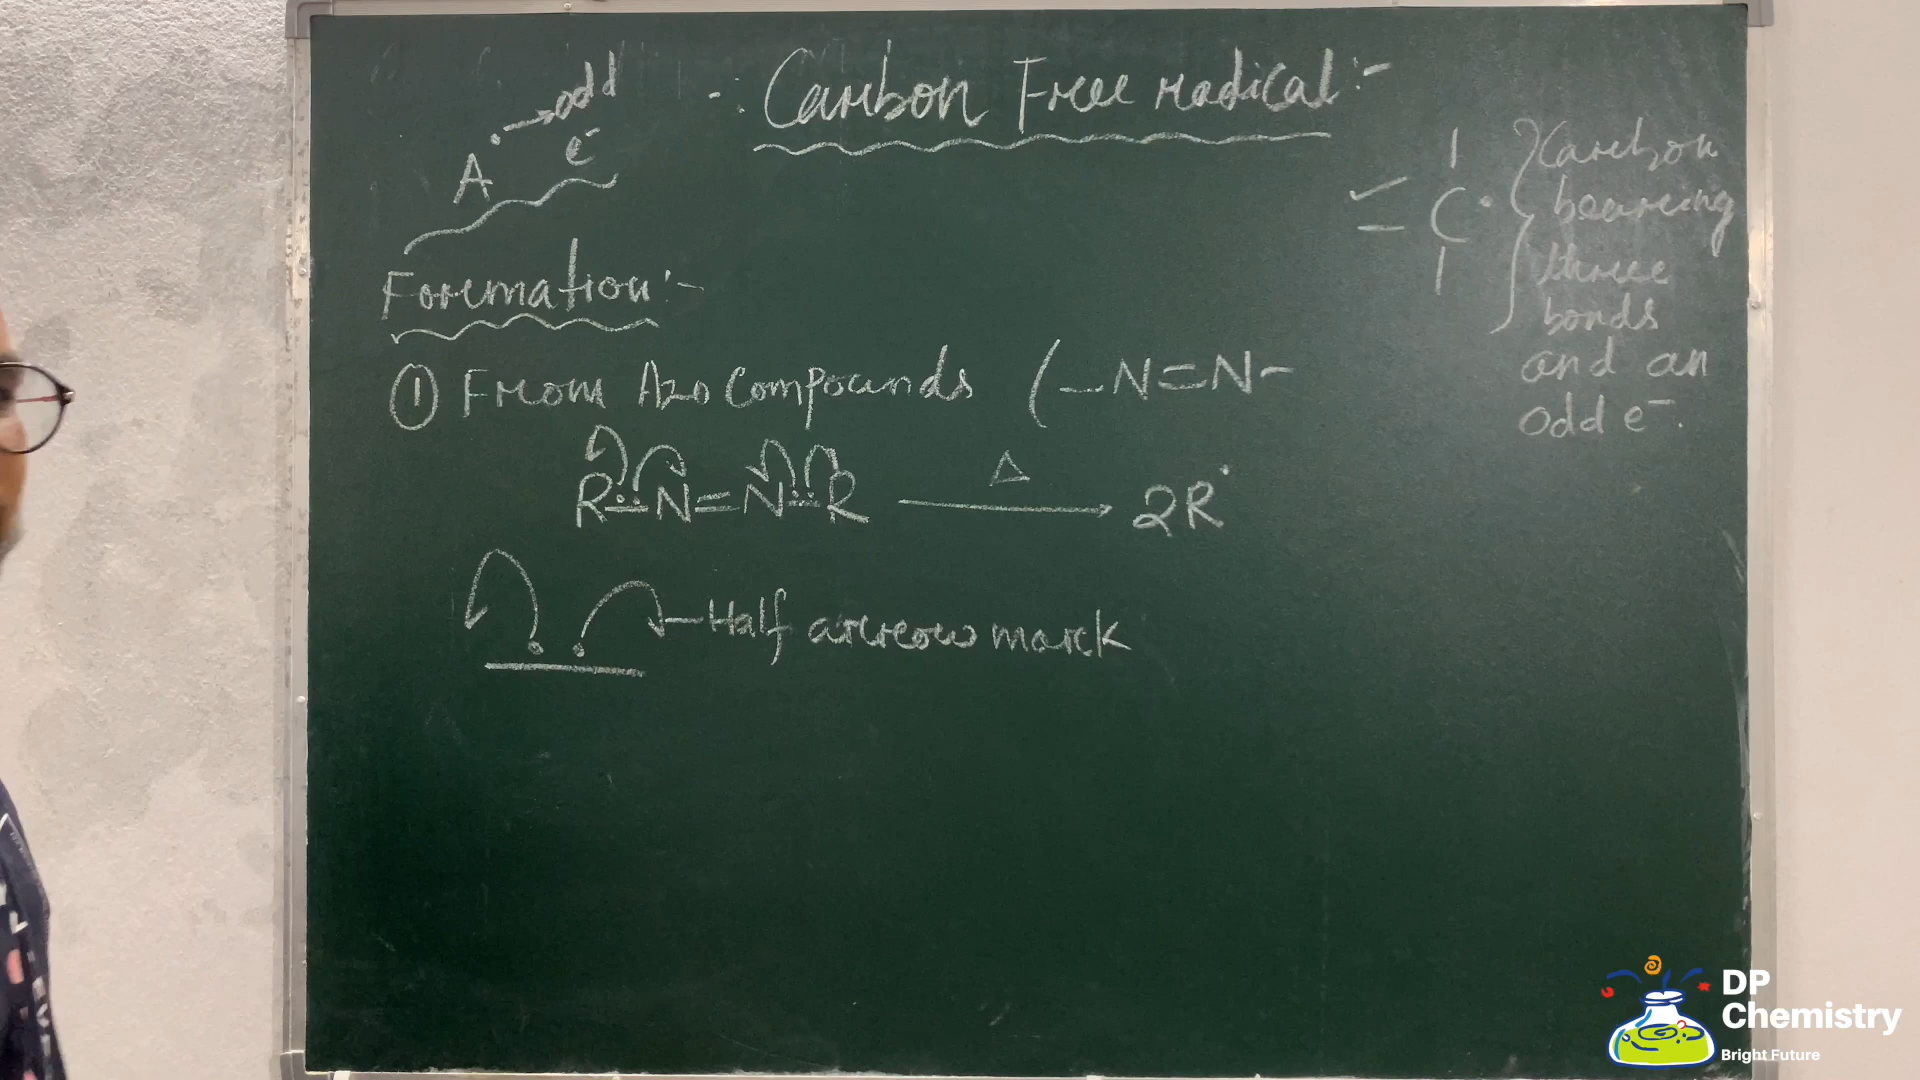 -: Carbon Free radical :-
A• → odd
e-
– C • } Carbon
bearing
three
bonds
and an
odd e-.
Formation:-
① From Azo Compounds ( –N=N–
R–N=N–R Δ → 2R•
Half arrow mark
DP
Chemistry
Bright Future